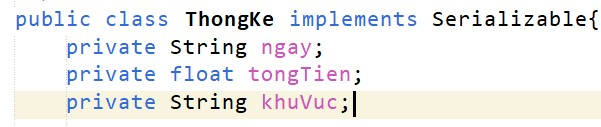 public class ThongKe implements Serializable{
private String ngay;
private float tongTien;
private String khuVuc;